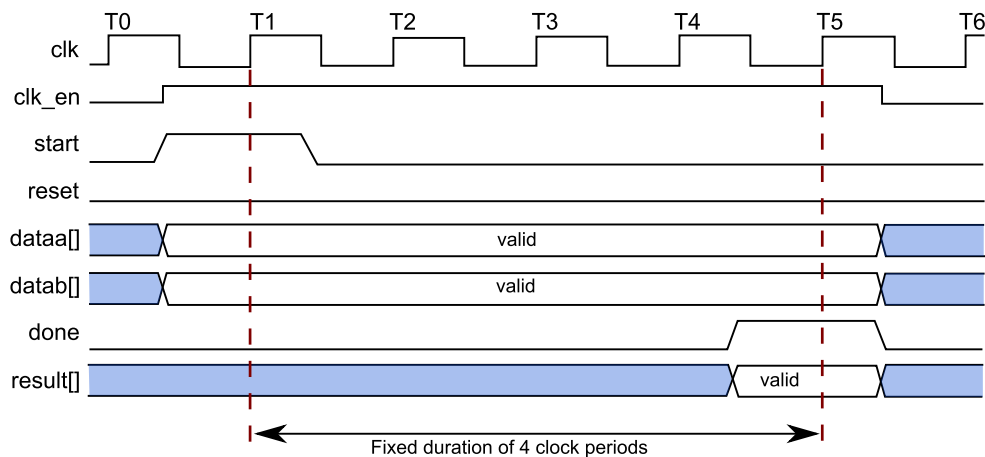 T0 T1 T2 T3 T4 T5 T6
clk
clk_en
start
reset
dataa[] valid
datab[] valid
done
result[] valid
Fixed duration of 4 clock periods